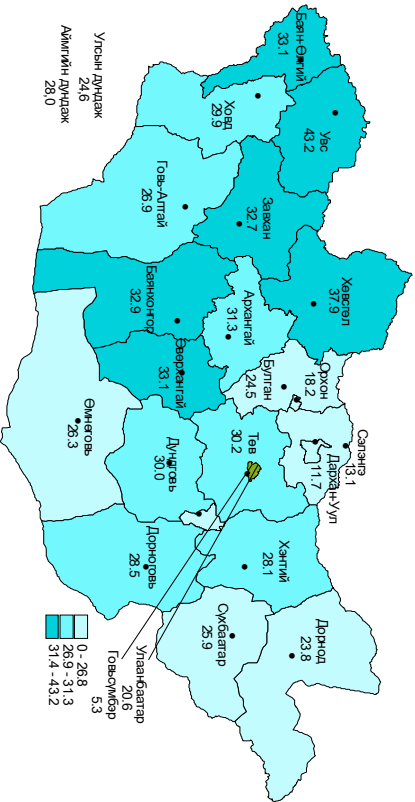 Баян-Өлгий
33.1
Увс
43.2
Ховд
29.9
Завхан
32.7
Говь-Алтай
26.9
Хөвсгөл
37.9
Архангай
31.3
Баянхонгор
32.9
Өверхангай
33.1
Булган
24.5
Орхон
18.2
Сэлэнгэ
13.1
Дархан-Уул
11.7
Төв
30.2
Өмнөговь
26.3
Дундговь
30.0
Дорноговь
28.5
Хэнтий
28.1
Сүхбаатар
25.9
Дорнод
23.8
Улаанбаатар
20.6
Говьсүмбэр
5.3
Улсын дундаж
24,6
Аймгийн дундаж
28,0
0 - 26.8
26.9 - 31.3
31.4 - 43.2